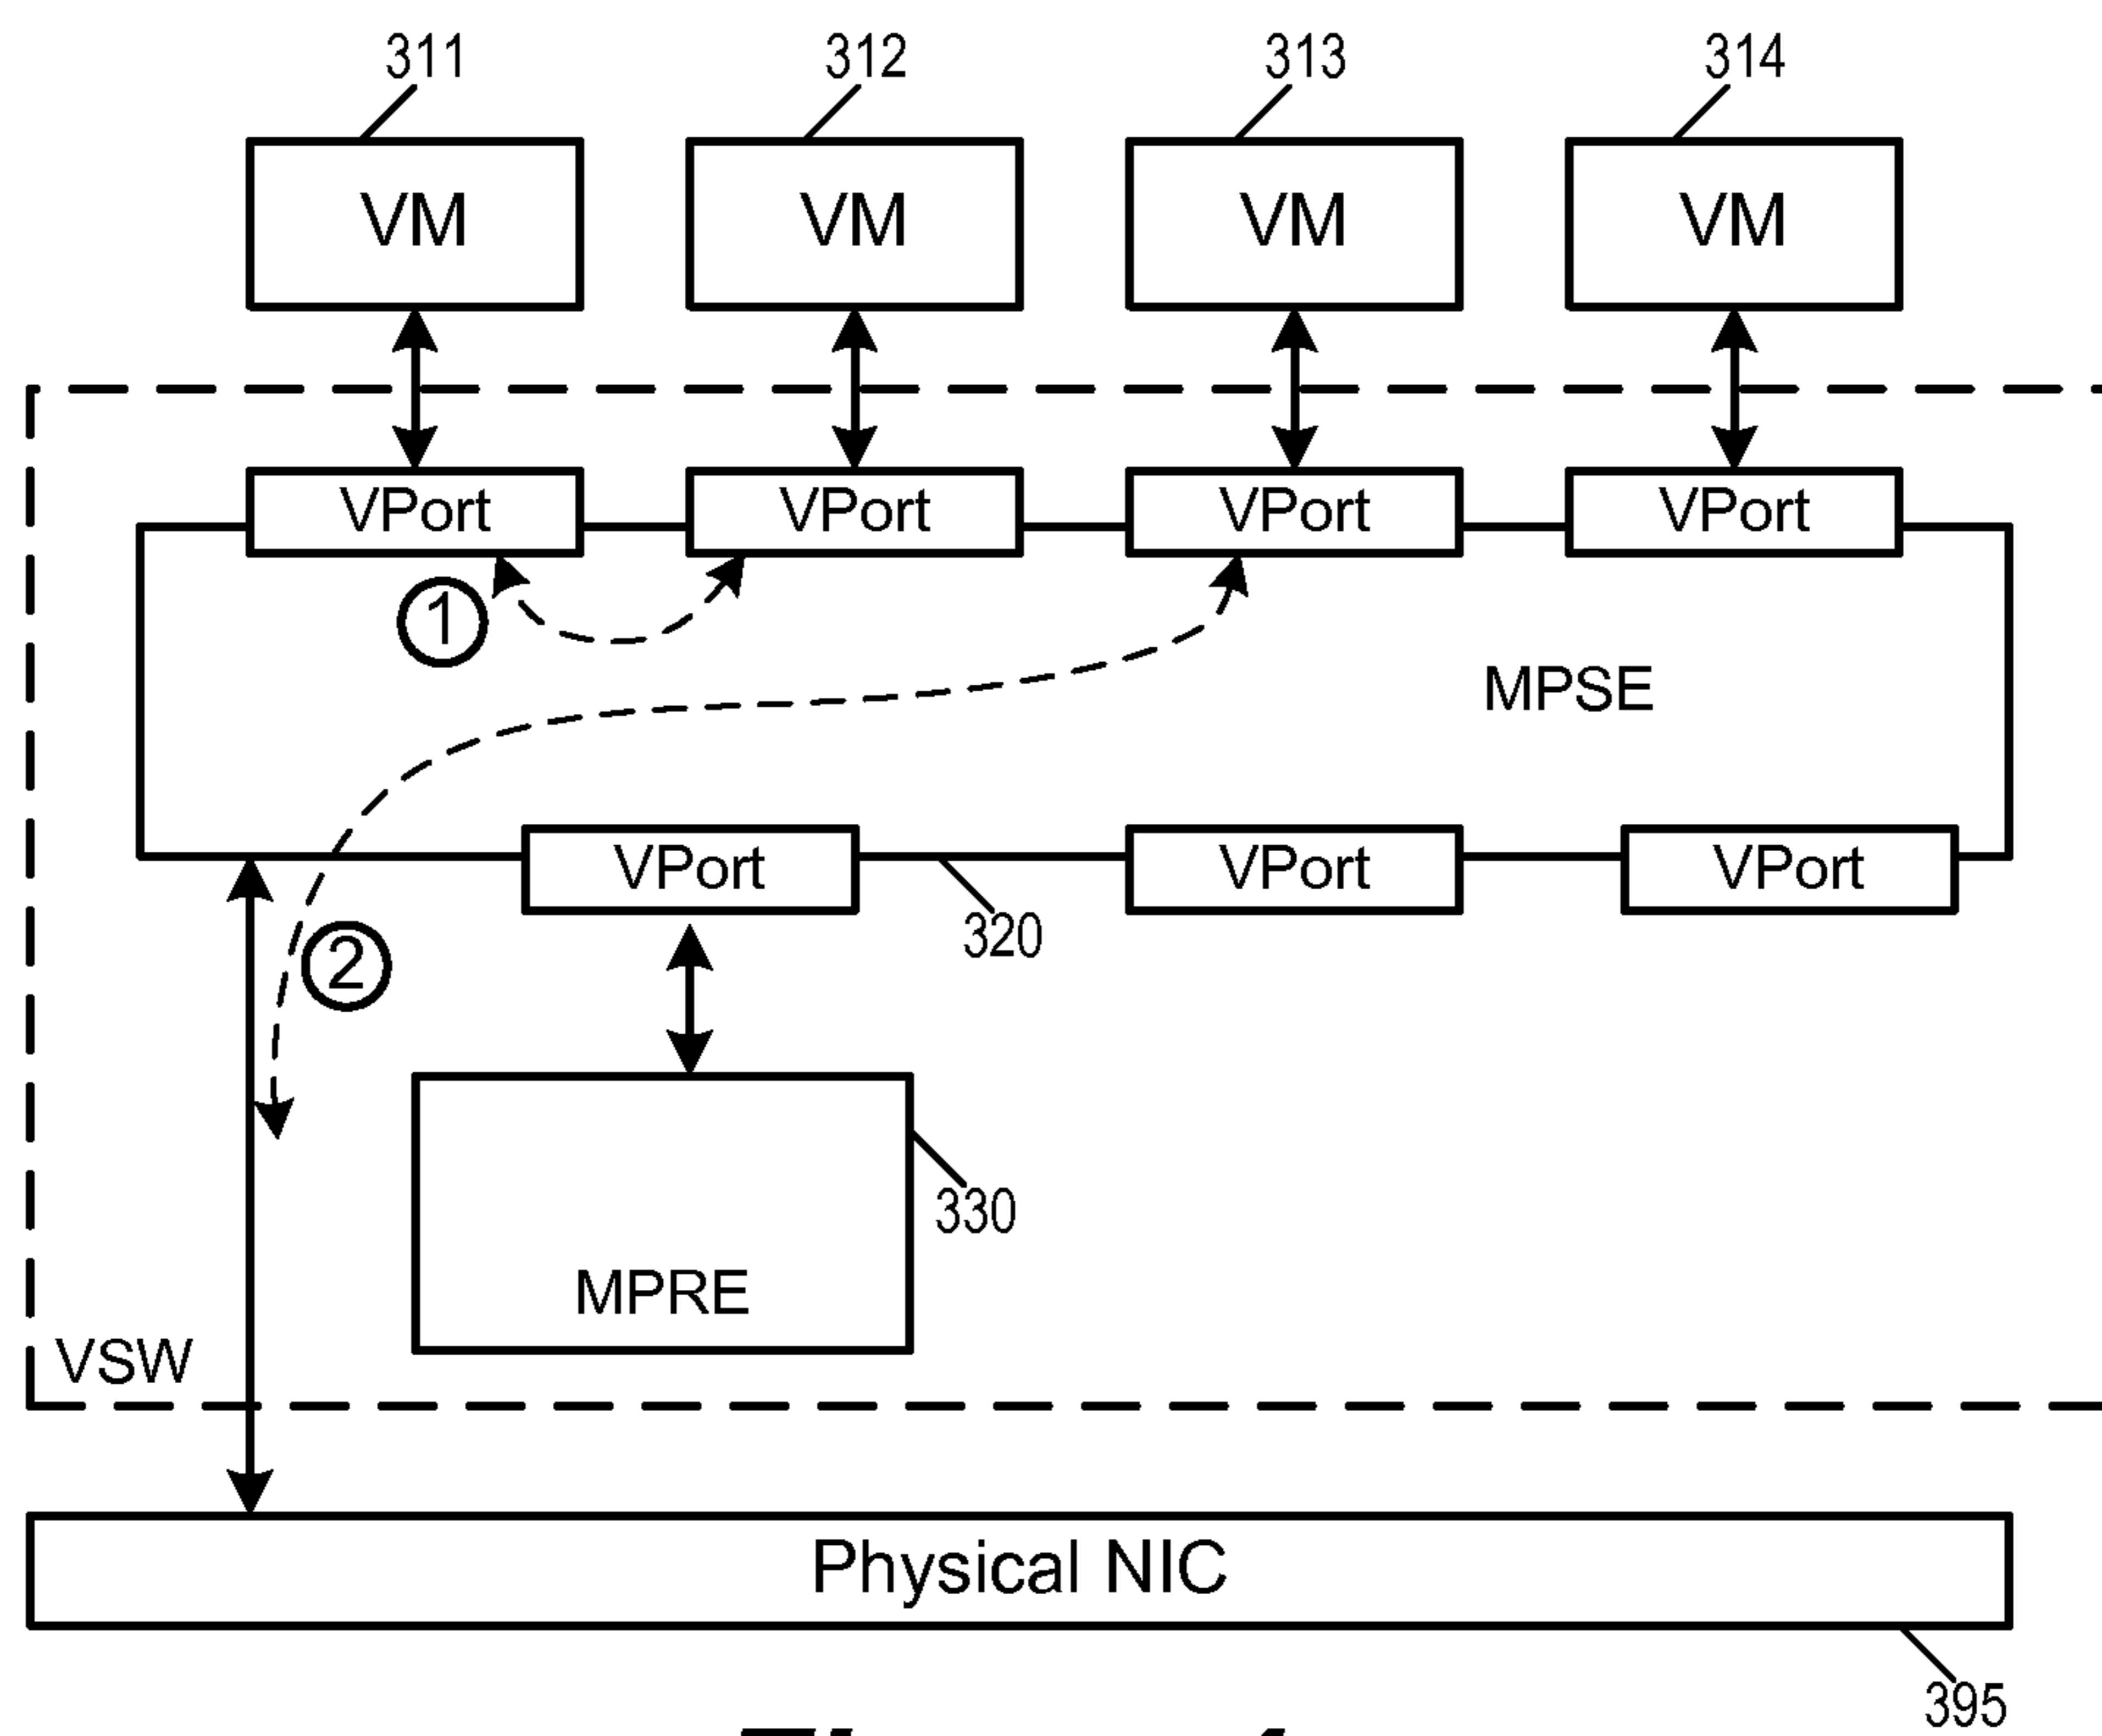 311 312 313 314
VM VM VM VM
VPort VPort VPort VPort
1
MPSE
VPort VPort VPort
320
2
330
MPRE
VSW
Physical NIC
395